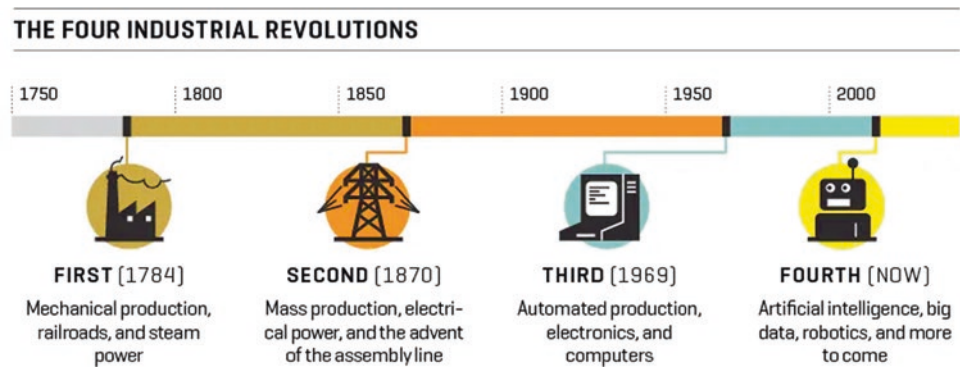 THE FOUR INDUSTRIAL REVOLUTIONS
1750 1800 1850 1900 1950 2000
FIRST (1784)
Mechanical production,
railroads, and steam
power
SECOND (1870)
Mass production, electri-
cal power, and the advent
of the assembly line
THIRD (1969)
Automated production,
electronics, and
computers
FOURTH (NOW)
Artificial intelligence, big
data, robotics, and more
to come